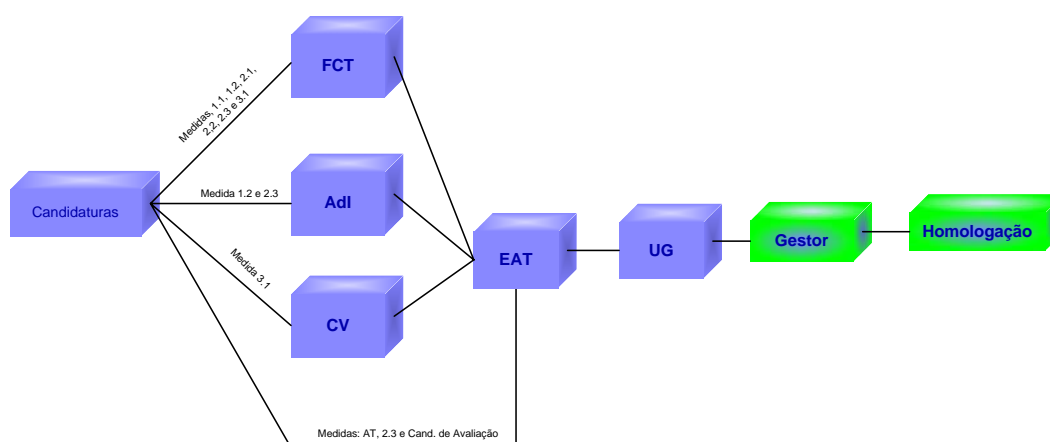 FCT
Medidas, 1.1, 1.2, 2.1,
2,2, 2.3 e 3.1
Candidaturas
Medida 1.2 e 2.3
AdI
Medida 3.1
CV
EAT
UG
Gestor
Homologação
Medidas: AT, 2.3 e Cand. de Avaliação